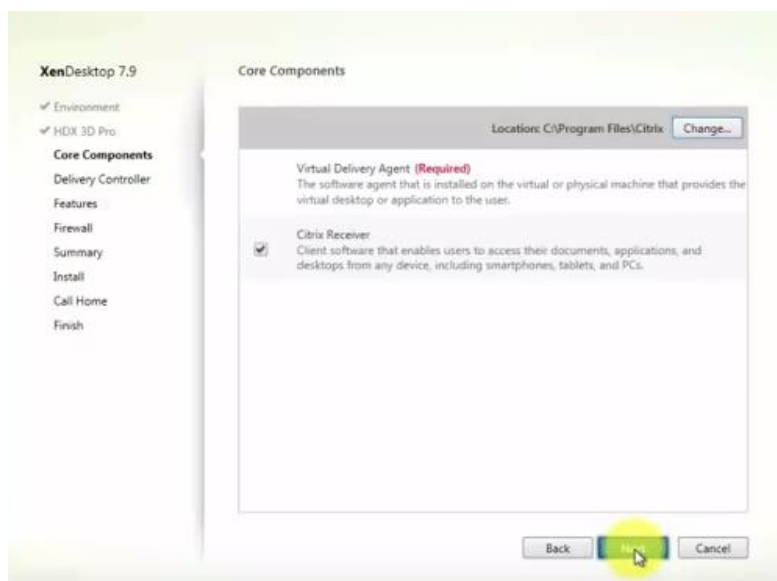 XenDesktop 7.9
Core Components
Environment
HDX 3D Pro
Core Components
Delivery Controller
Features
Firewall
Summary
Install
Call Home
Finish
Location: C:\Program Files\Citrix Change...
Virtual Delivery Agent (Required)
The software agent that is installed on the virtual or physical machine that provides the
virtual desktop or application to the user.
Citrix Receiver
Client software that enables users to access their documents, applications, and
desktops from any device, including smartphones, tablets, and PCs.
Back Next Cancel